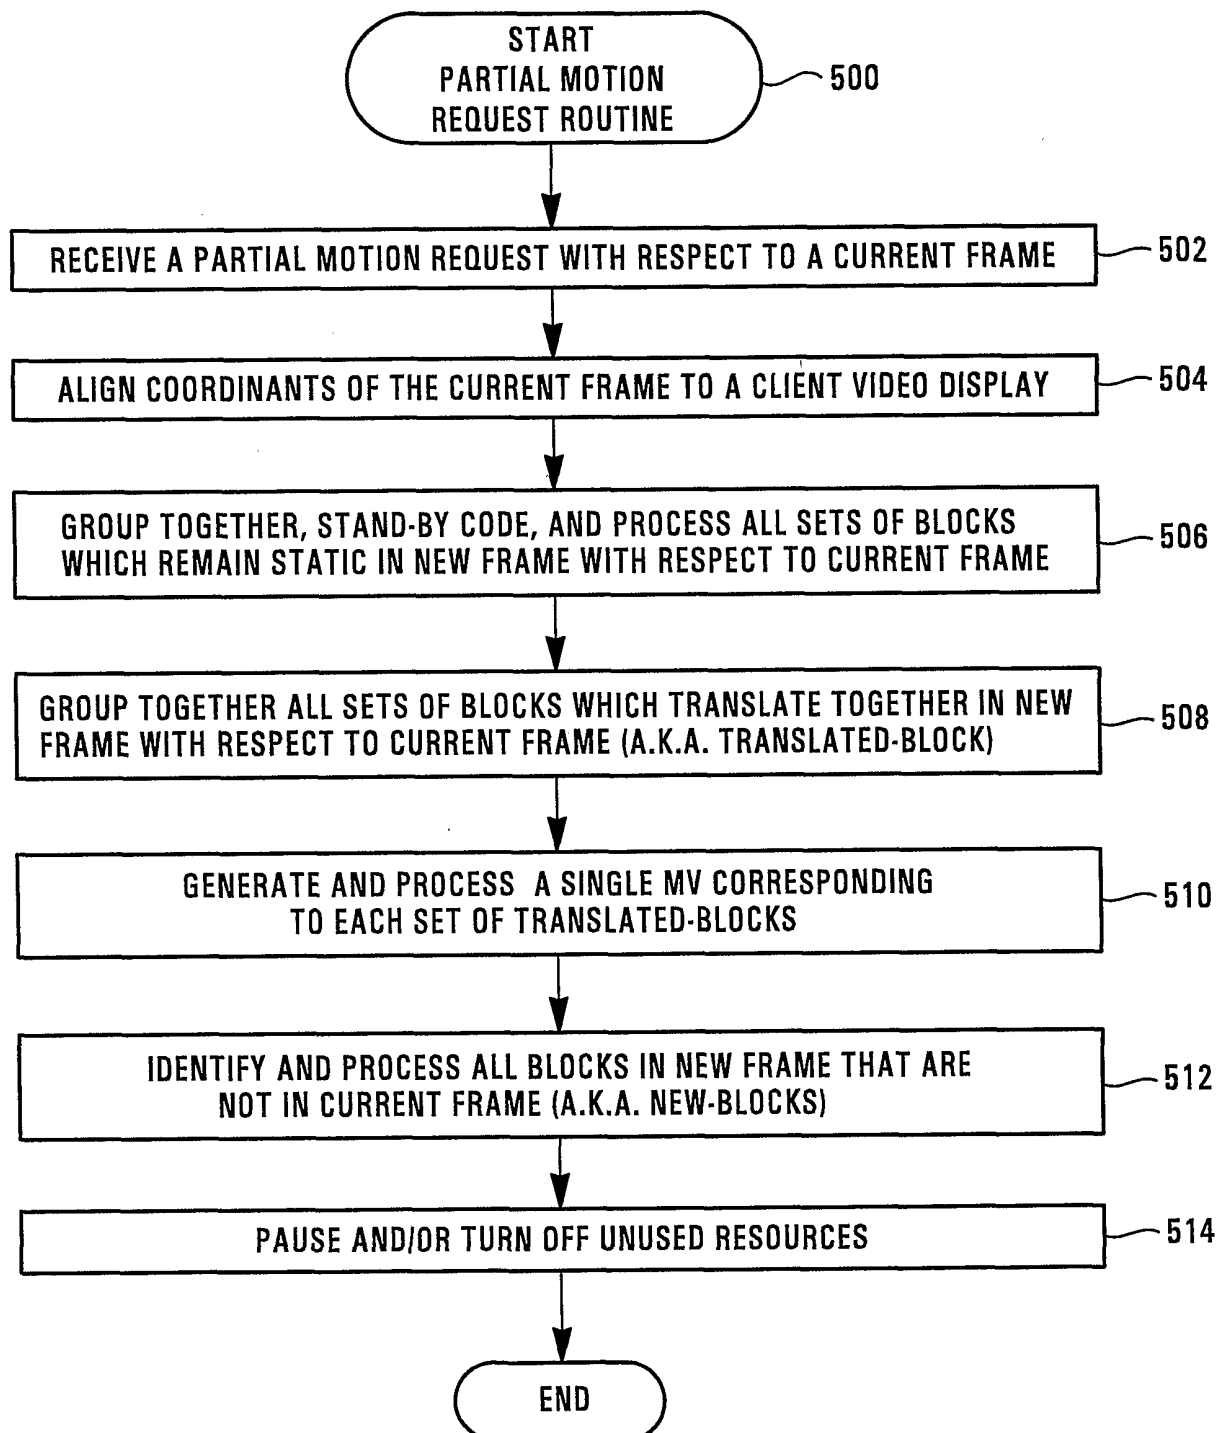 START
PARTIAL MOTION
REQUEST ROUTINE
500
RECEIVE A PARTIAL MOTION REQUEST WITH RESPECT TO A CURRENT FRAME
502
ALIGN COORDINANTS OF THE CURRENT FRAME TO A CLIENT VIDEO DISPLAY
504
GROUP TOGETHER, STAND-BY CODE, AND PROCESS ALL SETS OF BLOCKS
WHICH REMAIN STATIC IN NEW FRAME WITH RESPECT TO CURRENT FRAME
506
GROUP TOGETHER ALL SETS OF BLOCKS WHICH TRANSLATE TOGETHER IN NEW
FRAME WITH RESPECT TO CURRENT FRAME (A.K.A. TRANSLATED-BLOCK)
508
GENERATE AND PROCESS A SINGLE MV CORRESPONDING
TO EACH SET OF TRANSLATED-BLOCKS
510
IDENTIFY AND PROCESS ALL BLOCKS IN NEW FRAME THAT ARE
NOT IN CURRENT FRAME (A.K.A. NEW-BLOCKS)
512
PAUSE AND/OR TURN OFF UNUSED RESOURCES
514
END